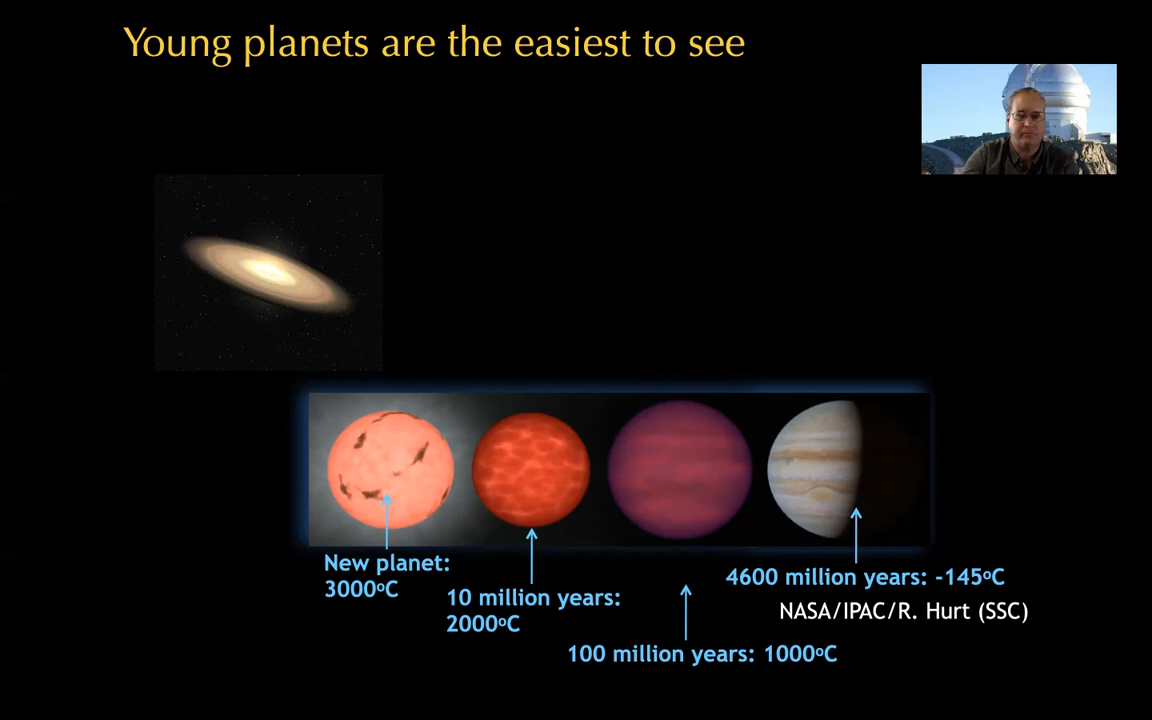 Young planets are the easiest to see
New planet:
3000ºC
10 million years:
2000ºC
100 million years: 1000ºC
4600 million years: -145ºC
NASA/IPAC/R. Hurt (SSC)